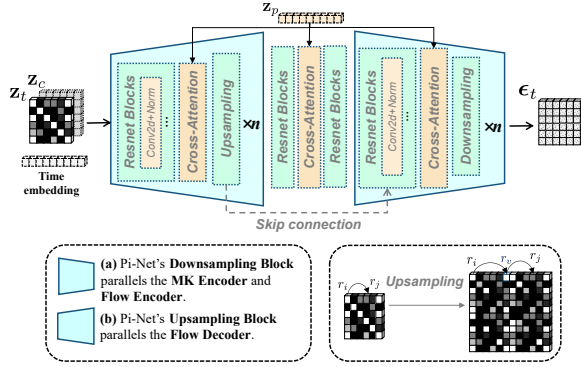 z_p
z_c
z_t
Time
embedding
Resnet Blocks
Conv2d+Norm
...
Cross-Attention
Upsampling
×n
Resnet Blocks
Cross-Attention
Resnet Blocks
Resnet Blocks
Conv2d+Norm
...
Cross-Attention
Downsampling
×n
ϵ_t
Skip connection
(a) Pi-Net's Downsampling Block
parallels the MK Encoder and
Flow Encoder.
(b) Pi-Net's Upsampling Block
parallels the Flow Decoder.
r_i r_j
Upsampling
r_i r_v r_j